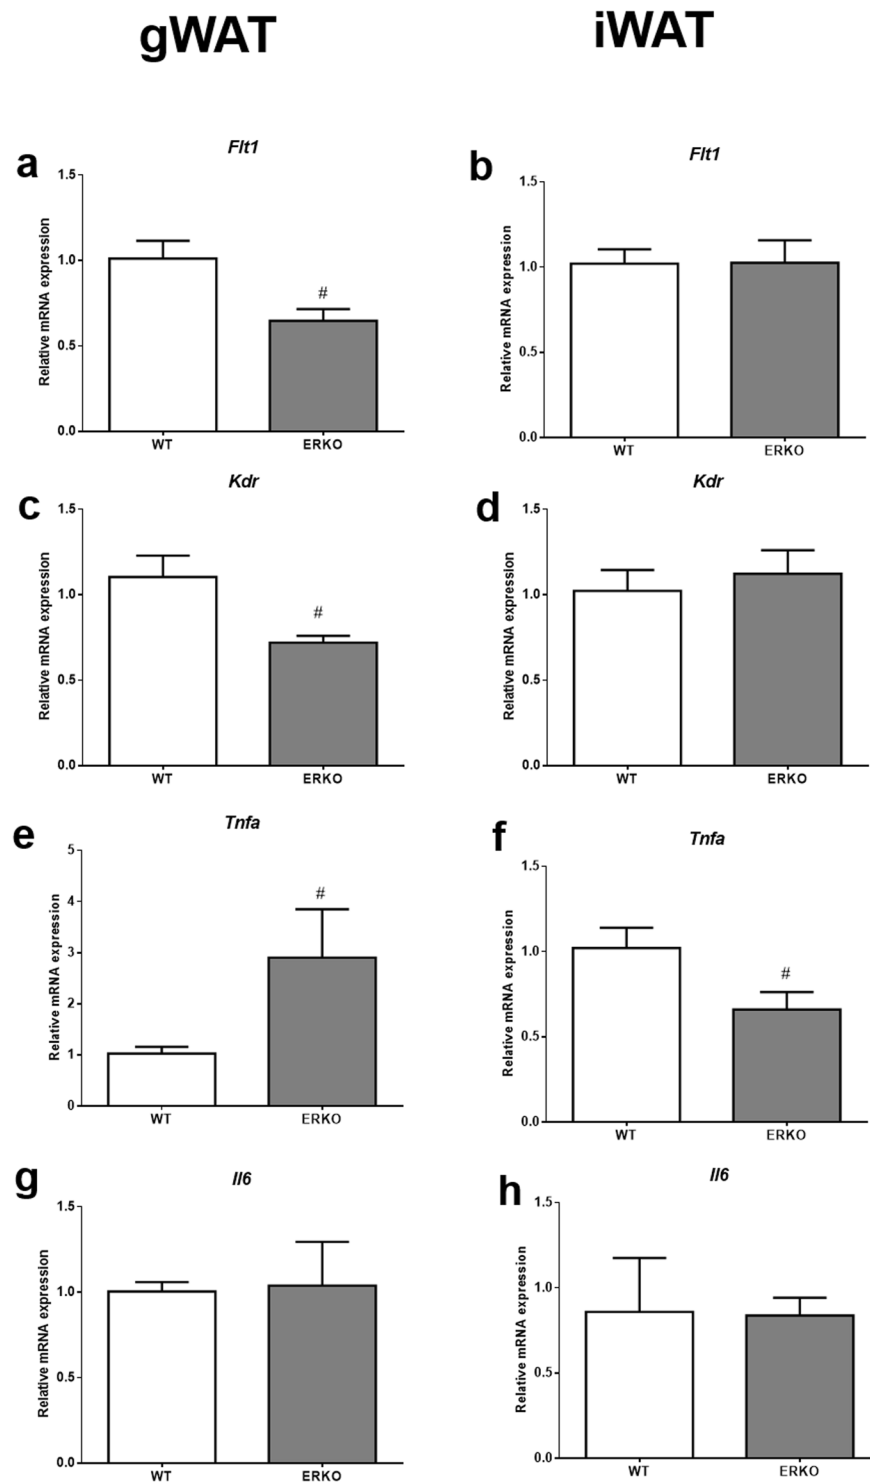 gWAT
iWAT
a
Flt1
Relative mRNA expression
1.5
1.0
0.5
0.0
WT
#
ERKO
b
Flt1
Relative mRNA expression
1.5
1.0
0.5
0.0
WT
ERKO
c
Kdr
Relative mRNA expression
1.5
1.0
0.5
0.0
WT
#
ERKO
d
Kdr
Relative mRNA expression
1.5
1.0
0.5
0.0
WT
ERKO
e
Tnfa
Relative mRNA expression
5
4
3
2
1
0
WT
#
ERKO
f
Tnfa
Relative mRNA expression
1.5
1.0
0.5
0.0
WT
#
ERKO
g
Il6
Relative mRNA expression
1.5
1.0
0.5
0.0
WT
ERKO
h
Il6
Relative mRNA expression
1.5
1.0
0.5
0.0
WT
ERKO